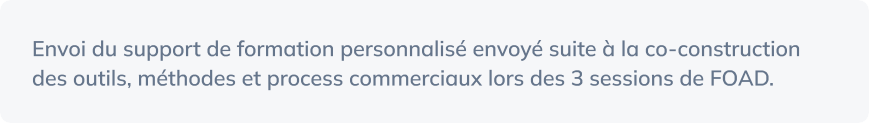 Envoi du support de formation personnalisé envoyé suite à la co-construction
des outils, méthodes et process commerciaux lors des 3 sessions de FOAD.